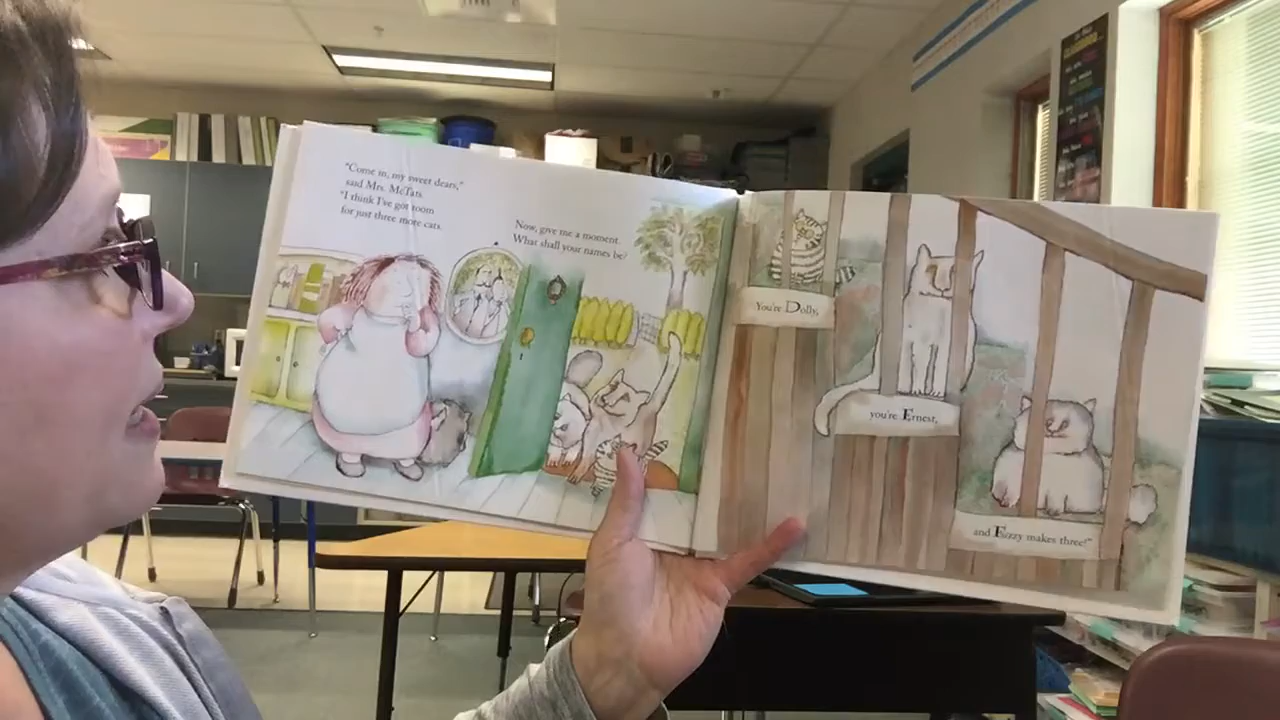 "Come in, my sweet dears,"
said Mrs. McTats.
"I think I've got room
for just three more cats.
Now, give me a moment.
What shall your names be?
You're Dolly,
you're Ernest,
and Fuzzy makes three!"